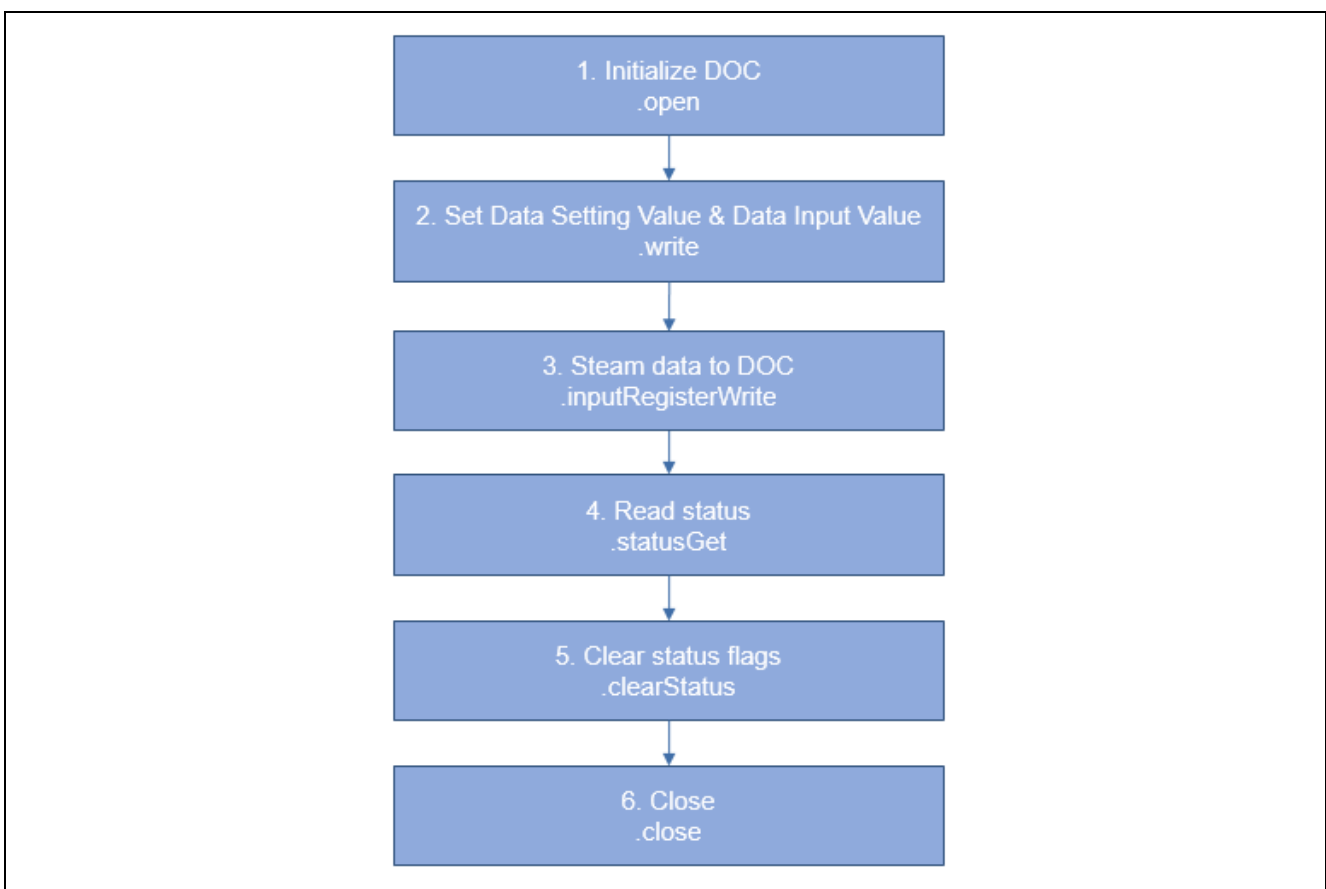 1. Initialize DOC
.open
2. Set Data Setting Value & Data Input Value
.write
3. Steam data to DOC
.inputRegisterWrite
4. Read status
.statusGet
5. Clear status flags
.clearStatus
6. Close
.close